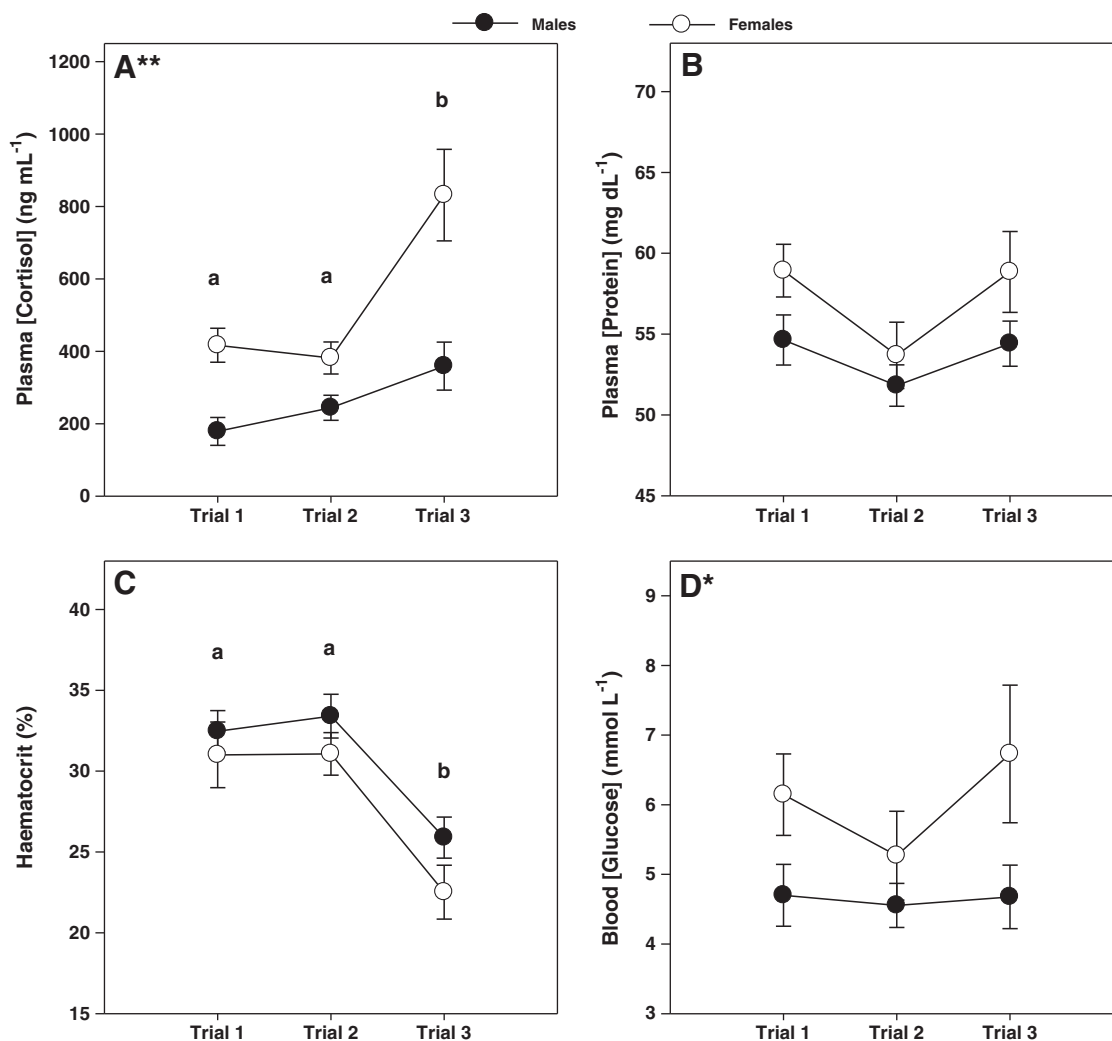 Males Females
A**
Plasma [Cortisol] (ng mL-1)
1200
1000
800
600
400
200
0
a
a
b
Trial 1 Trial 2 Trial 3
B
Plasma [Protein] (mg dL-1)
70
65
60
55
50
45
Trial 1 Trial 2 Trial 3
C
Haematocrit (%)
40
35
30
25
20
15
a
a
b
Trial 1 Trial 2 Trial 3
D*
Blood [Glucose] (mmol L-1)
9
8
7
6
5
4
3
Trial 1 Trial 2 Trial 3